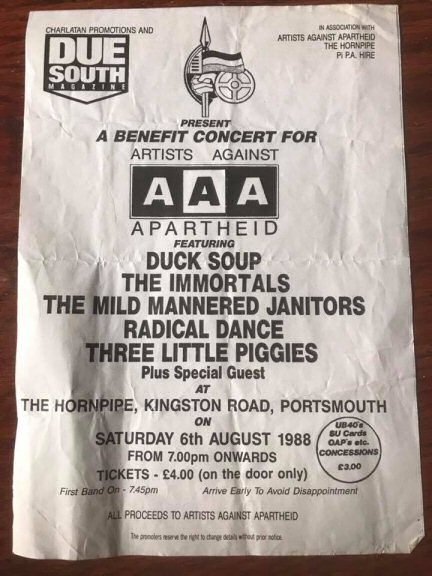 CHARLATAN PROMOTIONS AND
DUE
SOUTH
MAGAZINE
IN ASSOCIATION WITH
ARTISTS AGAINST APARTHEID
THE HORNPIPE
Pi P.A. HIRE
PRESENT
A BENEFIT CONCERT FOR
ARTISTS AGAINST
AAA
APARTHEID
FEATURING
DUCK SOUP
THE IMMORTALS
THE MILD MANNERED JANITORS
RADICAL DANCE
THREE LITTLE PIGGIES
Plus Special Guest
AT
THE HORNPIPE, KINGSTON ROAD, PORTSMOUTH
ON
SATURDAY 6th AUGUST 1988
FROM 7.00pm ONWARDS
TICKETS - £4.00 (on the door only)
UB40's
SU Cards
OAP's etc.
CONCESSIONS
£3.00
First Band On - 7.45pm Arrive Early To Avoid Disappointment
ALL PROCEEDS TO ARTISTS AGAINST APARTHEID
The promoters reserve the right to change details without prior notice.